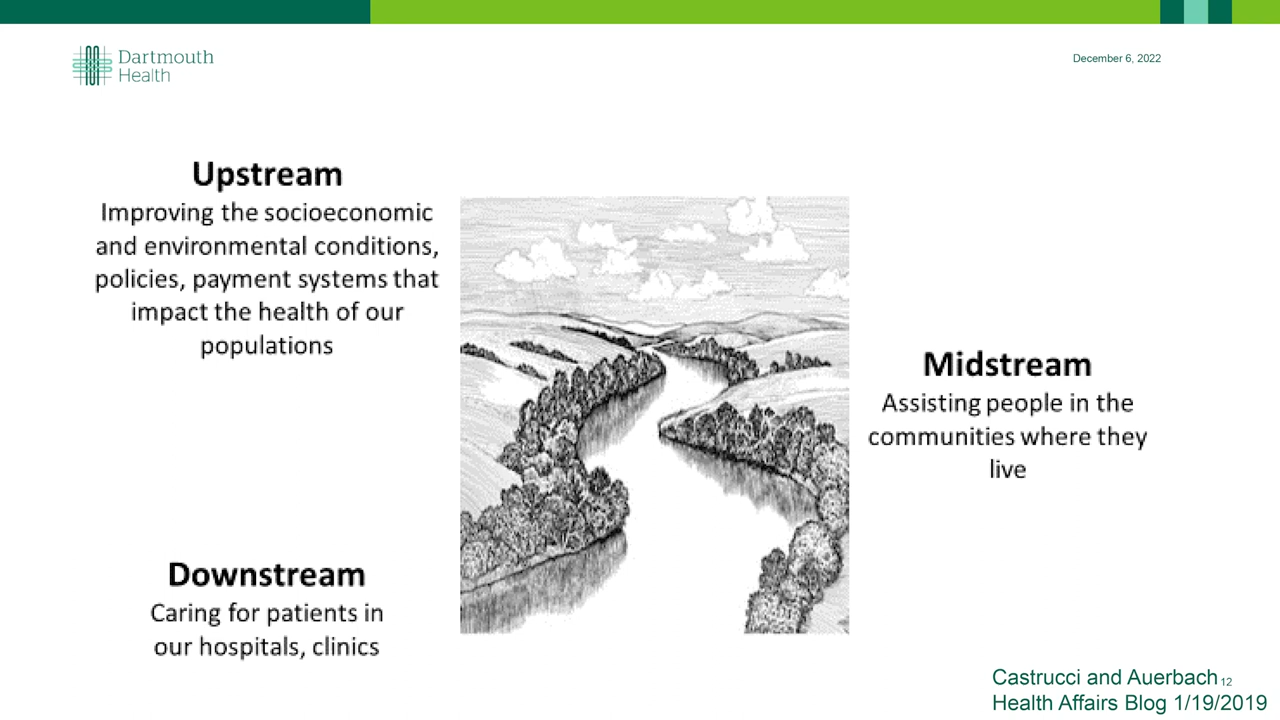 Dartmouth
Health
December 6, 2022
Upstream
Improving the socioeconomic
and environmental conditions,
policies, payment systems that
impact the health of our
populations
Midstream
Assisting people in the
communities where they
live
Downstream
Caring for patients in
our hospitals, clinics
Castrucci and Auerbach 12
Health Affairs Blog 1/19/2019